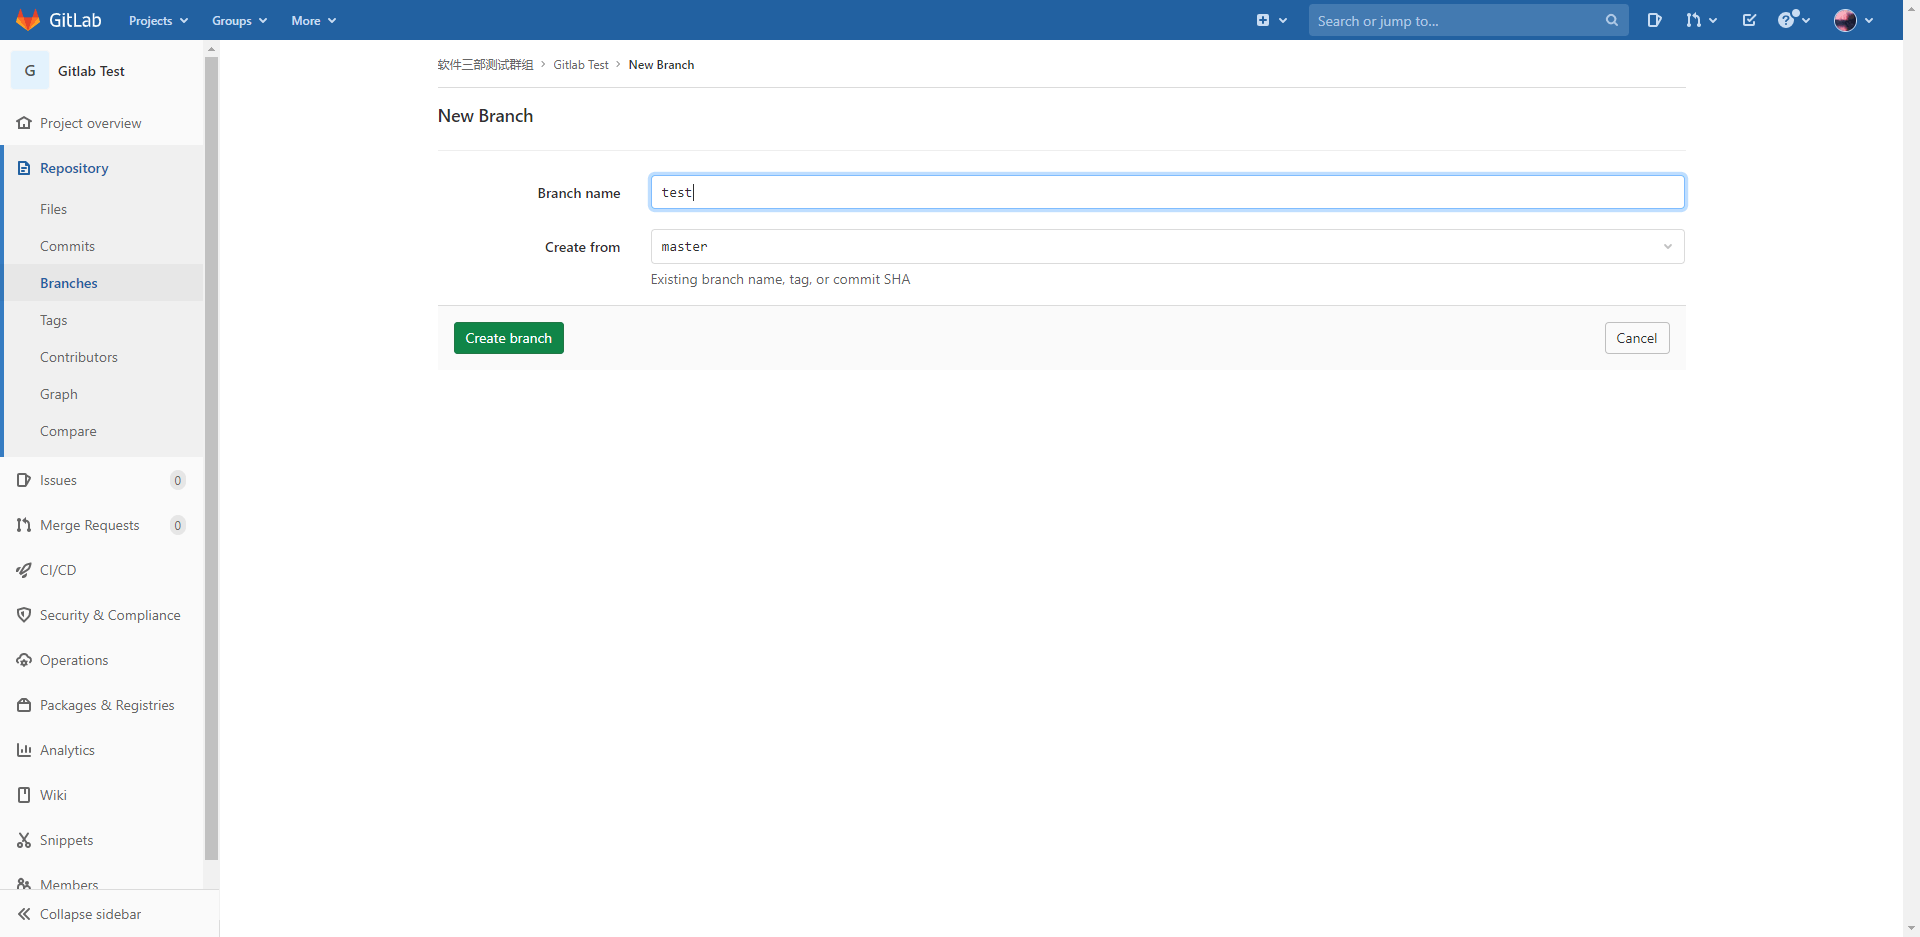 GitLab Projects Groups More Search or jump to...
G Gitlab Test
Project overview
Repository
Files
Commits
Branches
Tags
Contributors
Graph
Compare
Issues 0
Merge Requests 0
CI/CD
Security & Compliance
Operations
Packages & Registries
Analytics
Wiki
Snippets
Members
Collapse sidebar
软件三部测试群组 › Gitlab Test › New Branch
New Branch
Branch name test
Create from master
Existing branch name, tag, or commit SHA
Create branch Cancel